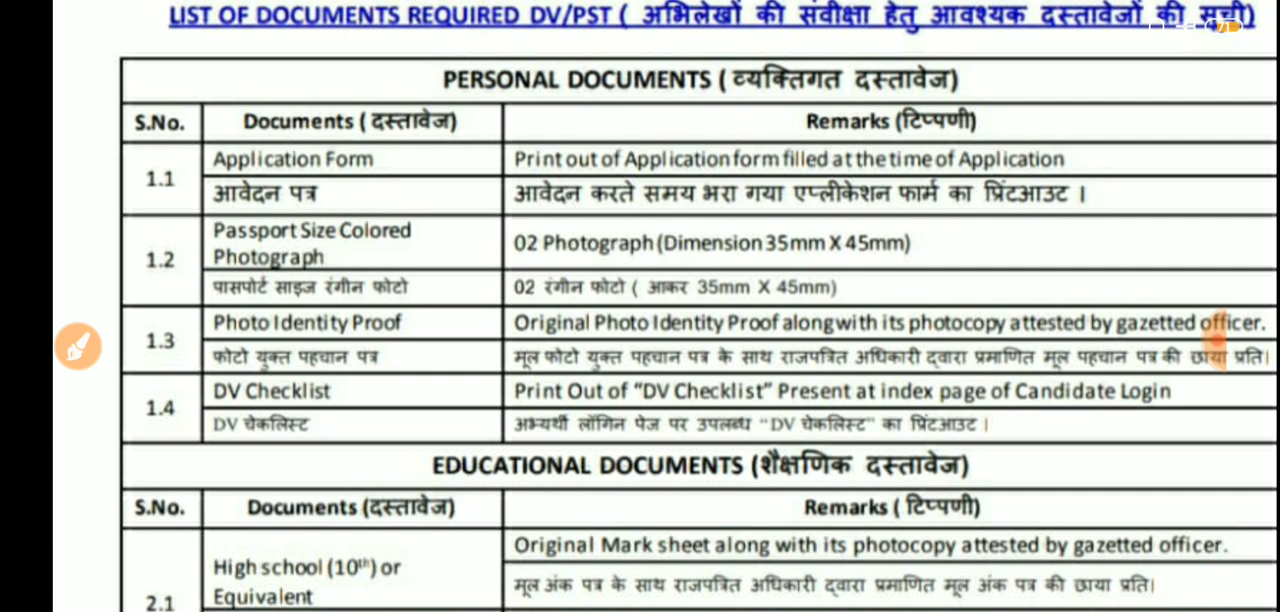 LIST OF DOCUMENTS REQUIRED DV/PST ( अभिलेखों की संवीक्षा हेतु आवश्यक दस्तावेजों की सूची)
PERSONAL DOCUMENTS ( व्यक्तिगत दस्तावेज)
S.No. Documents ( दस्तावेज) Remarks (टिप्पणी)
1.1 Application Form Print out of Application form filled at the time of Application
आवेदन पत्र आवेदन करते समय भरा गया एप्लीकेशन फार्म का प्रिंटआउट ।
1.2 Passport Size Colored
Photograph 02 Photograph (Dimension 35mm X 45mm)
पासपोर्ट साइज रंगीन फोटो 02 रंगीन फोटो ( आकर 35mm X 45mm)
1.3 Photo Identity Proof Original Photo Identity Proof alongwith its photocopy attested by gazetted officer.
फोटो युक्त पहचान पत्र मूल फोटो युक्त पहचान पत्र के साथ राजपत्रित अधिकारी द्वारा प्रमाणित मूल पहचान पत्र की छाया प्रति।
1.4 DV Checklist Print Out of “DV Checklist” Present at index page of Candidate Login
DV चेकलिस्ट अभ्यर्थी लॉगिन पेज पर उपलब्ध “DV चेकलिस्ट” का प्रिंटआउट ।
EDUCATIONAL DOCUMENTS (शैक्षणिक दस्तावेज)
S.No. Documents (दस्तावेज) Remarks ( टिप्पणी)
2.1 High school (10th) or
Equivalent Original Mark sheet along with its photocopy attested by gazetted officer.
मूल अंक पत्र के साथ राजपत्रित अधिकारी द्वारा प्रमाणित मूल अंक पत्र की छाया प्रति।